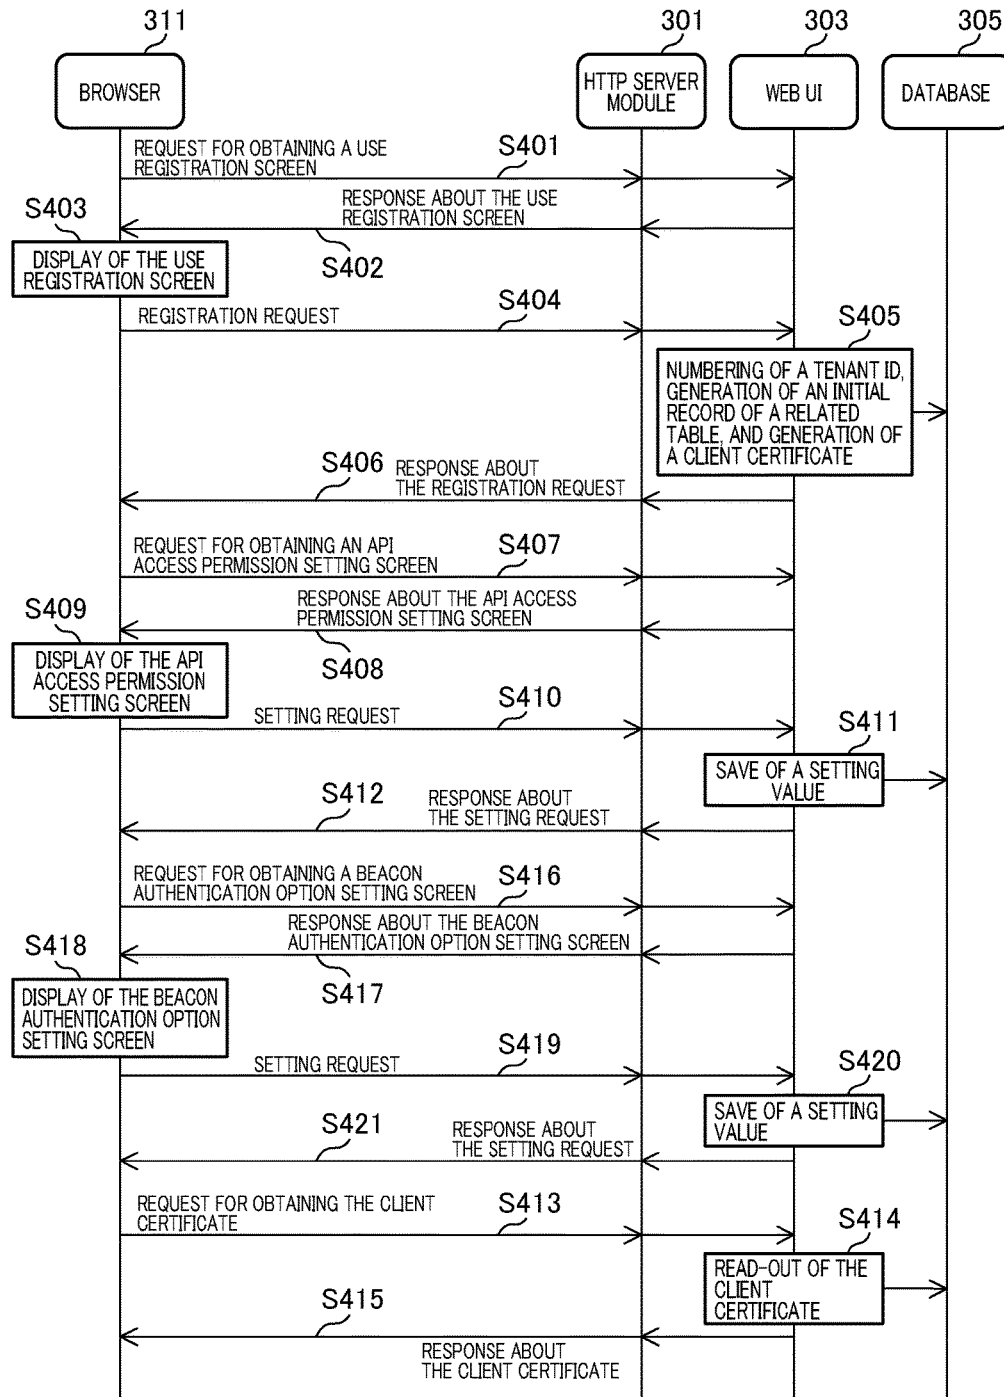 311
301
303
305
BROWSER
HTTP SERVER
MODULE
WEB UI
DATABASE
REQUEST FOR OBTAINING A USE
REGISTRATION SCREEN
S401
RESPONSE ABOUT THE USE
REGISTRATION SCREEN
S402
S403
DISPLAY OF THE USE
REGISTRATION SCREEN
REGISTRATION REQUEST
S404
S405
NUMBERING OF A TENANT ID,
GENERATION OF AN INITIAL
RECORD OF A RELATED
TABLE, AND GENERATION OF
A CLIENT CERTIFICATE
S406
RESPONSE ABOUT
THE REGISTRATION REQUEST
REQUEST FOR OBTAINING AN API
ACCESS PERMISSION SETTING SCREEN
S407
RESPONSE ABOUT THE API ACCESS
PERMISSION SETTING SCREEN
S408
S409
DISPLAY OF THE API
ACCESS PERMISSION
SETTING SCREEN
SETTING REQUEST
S410
S411
SAVE OF A SETTING
VALUE
S412
RESPONSE ABOUT
THE SETTING REQUEST
REQUEST FOR OBTAINING A BEACON
AUTHENTICATION OPTION SETTING SCREEN
S416
RESPONSE ABOUT THE BEACON
AUTHENTICATION OPTION SETTING SCREEN
S417
S418
DISPLAY OF THE BEACON
AUTHENTICATION OPTION
SETTING SCREEN
SETTING REQUEST
S419
S420
SAVE OF A SETTING
VALUE
S421
RESPONSE ABOUT
THE SETTING REQUEST
REQUEST FOR OBTAINING THE CLIENT
CERTIFICATE
S413
S414
READ-OUT OF THE
CLIENT
CERTIFICATE
S415
RESPONSE ABOUT
THE CLIENT CERTIFICATE